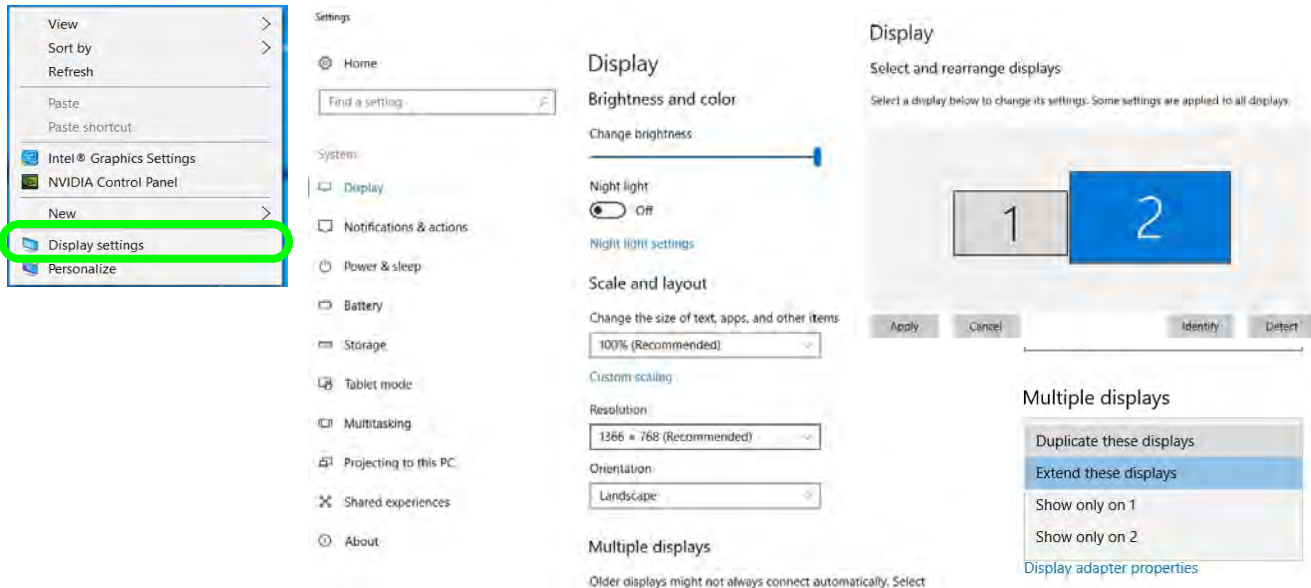 View
Sort by
Refresh
Paste
Paste shortcut
Intel® Graphics Settings
NVIDIA Control Panel
New
Display settings
Personalize
Settings
Home
Find a setting
System
Display
Notifications & actions
Power & sleep
Battery
Storage
Tablet mode
Multitasking
Projecting to this PC
Shared experiences
About
Display
Brightness and color
Change brightness
Night light
Off
Night light settings
Scale and layout
Change the size of text, apps, and other items
100% (Recommended)
Custom scaling
Resolution
1366 × 768 (Recommended)
Orientation
Landscape
Multiple displays
Older displays might not always connect automatically. Select
Display
Select and rearrange displays
Select a display below to change its settings. Some settings are applied to all displays.
1
2
Apply Cancel Identify Detect
Multiple displays
Duplicate these displays
Extend these displays
Show only on 1
Show only on 2
Display adapter properties